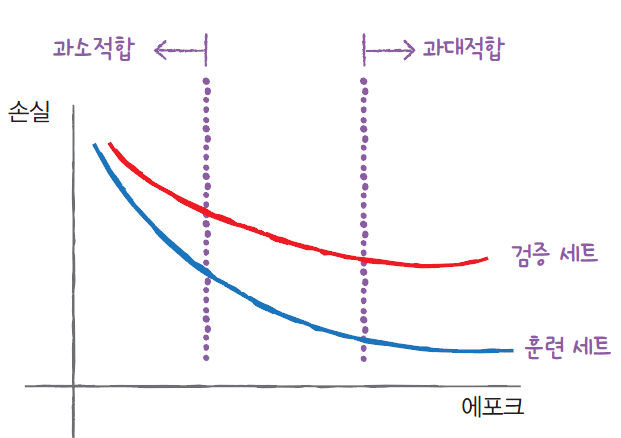 과소적합
과대적합
손실
검증 세트
훈련 세트
에포크